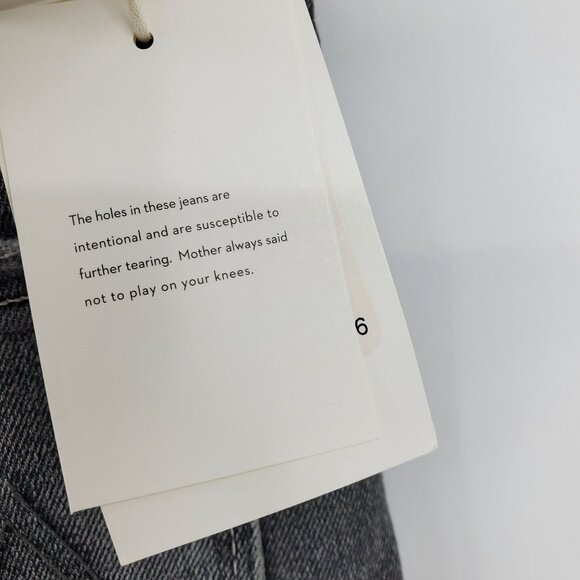 The holes in these jeans are
intentional and are susceptible to
further tearing. Mother always said
not to play on your knees.
6